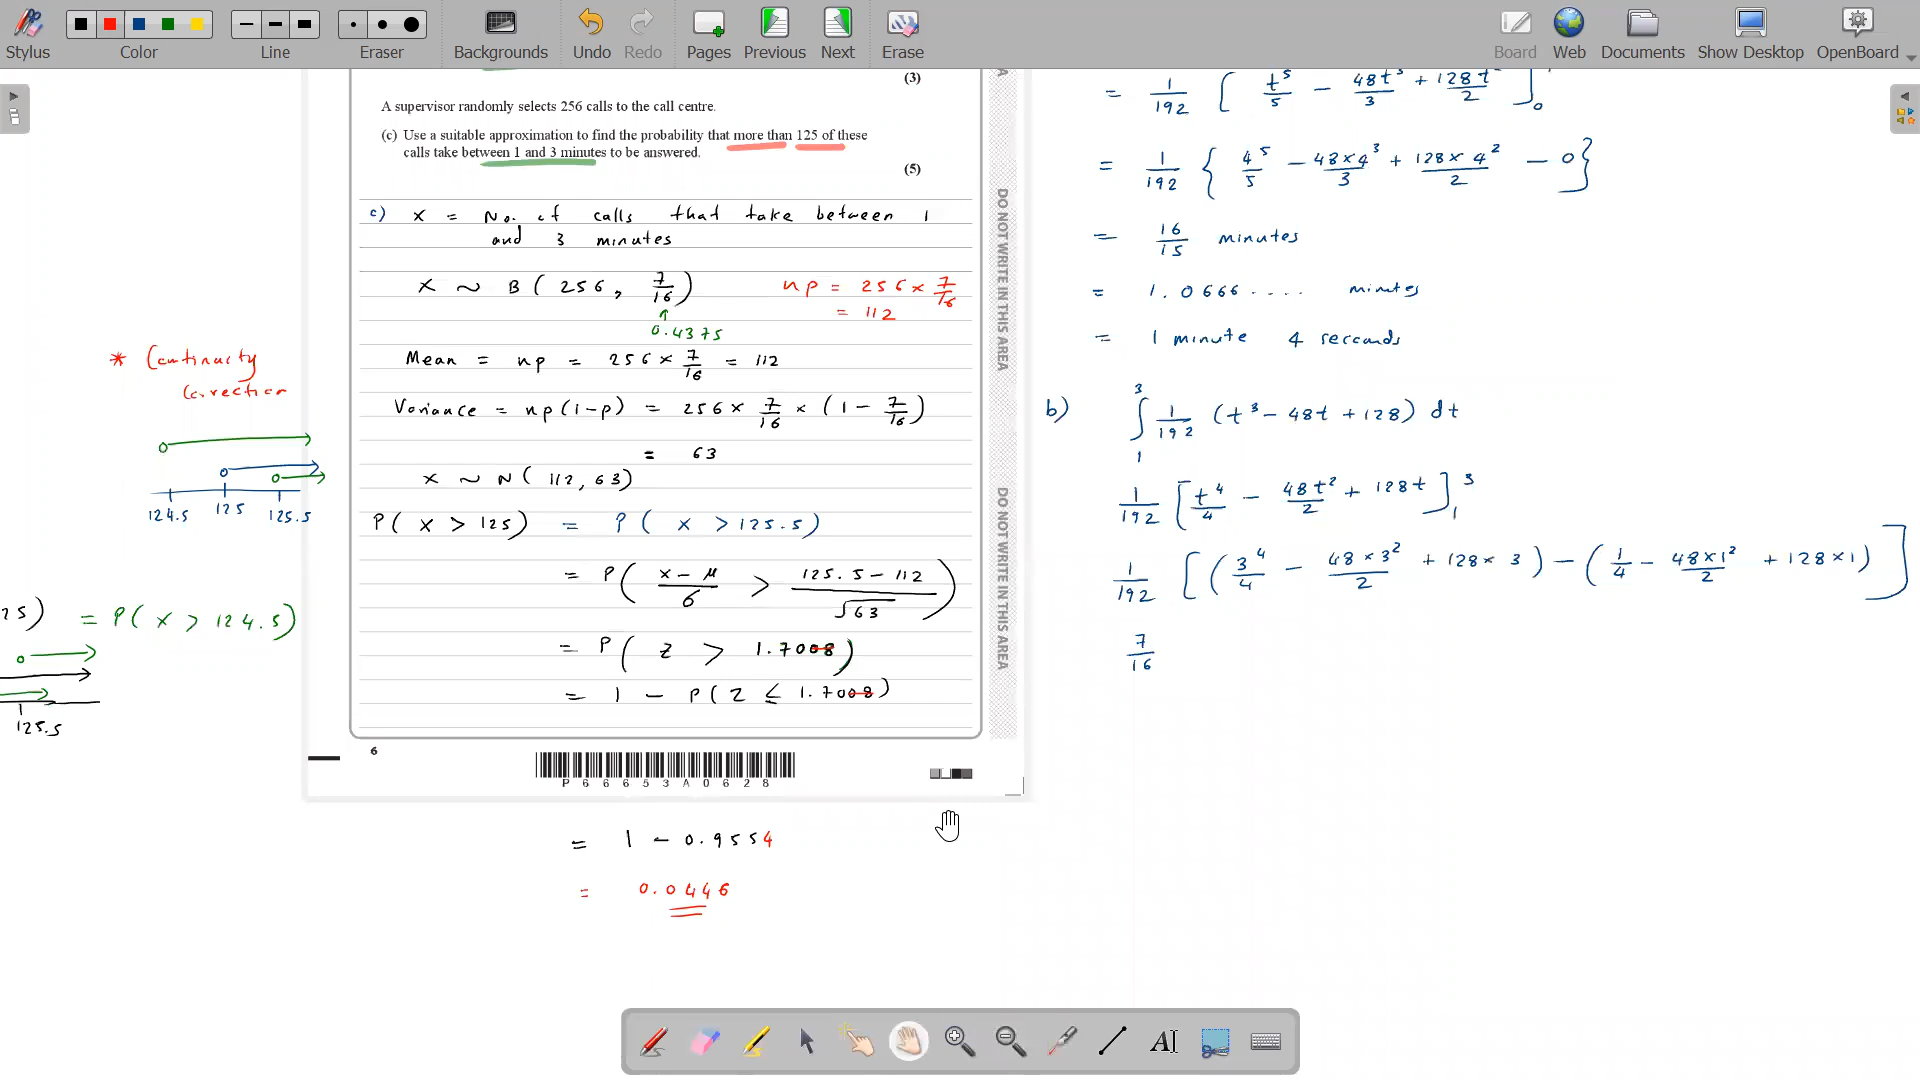 Stylus
Color
Line
Eraser
Backgrounds
Undo
Redo
Pages
Previous
Next
Erase
Board
Web
Documents
Show Desktop
OpenBoard
(3)
A supervisor randomly selects 256 calls to the call centre.
(c) Use a suitable approximation to find the probability that more than 125 of these
calls take between 1 and 3 minutes to be answered.
(5)
c) X = No. of calls that take between 1
and 3 minutes
X ~ B( 256, 7/16 )
↑
0.4375
np = 256 × 7/16
= 112
Mean = np = 256 × 7/16 = 112
Variance = np(1-p) = 256 × 7/16 × (1 - 7/16)
= 63
X ~ N( 112, 63)
P( X > 125) = P( X > 125.5)
= P( (X - μ)/σ > (125.5 - 112)/√63 )
= P( Z > 1.7008)
= 1 - P( Z ≤ 1.7008)
6
P66653A0628
= 1 - 0.9554
= 0.0446
DO NOT WRITE IN THIS AREA
DO NOT WRITE IN THIS AREA
* Continuity
correction
124.5 125 125.5
25) = P( X > 124.5)
125.5
= 1/192 [ t⁵/5 - 48t³/3 + 128t²/2 ]₀
= 1/192 { 4⁵/5 - 48×4³/3 + 128×4²/2 - 0 }
= 16/15 minutes
= 1.0666.... minutes
= 1 minute 4 seconds
b) ∫₁³ 1/192 (t³ - 48t + 128) dt
1/192 [ t⁴/4 - 48t²/2 + 128t ]₁³
1/192 [ (3⁴/4 - 48×3²/2 + 128×3) - (1/4 - 48×1²/2 + 128×1) ]
7/16